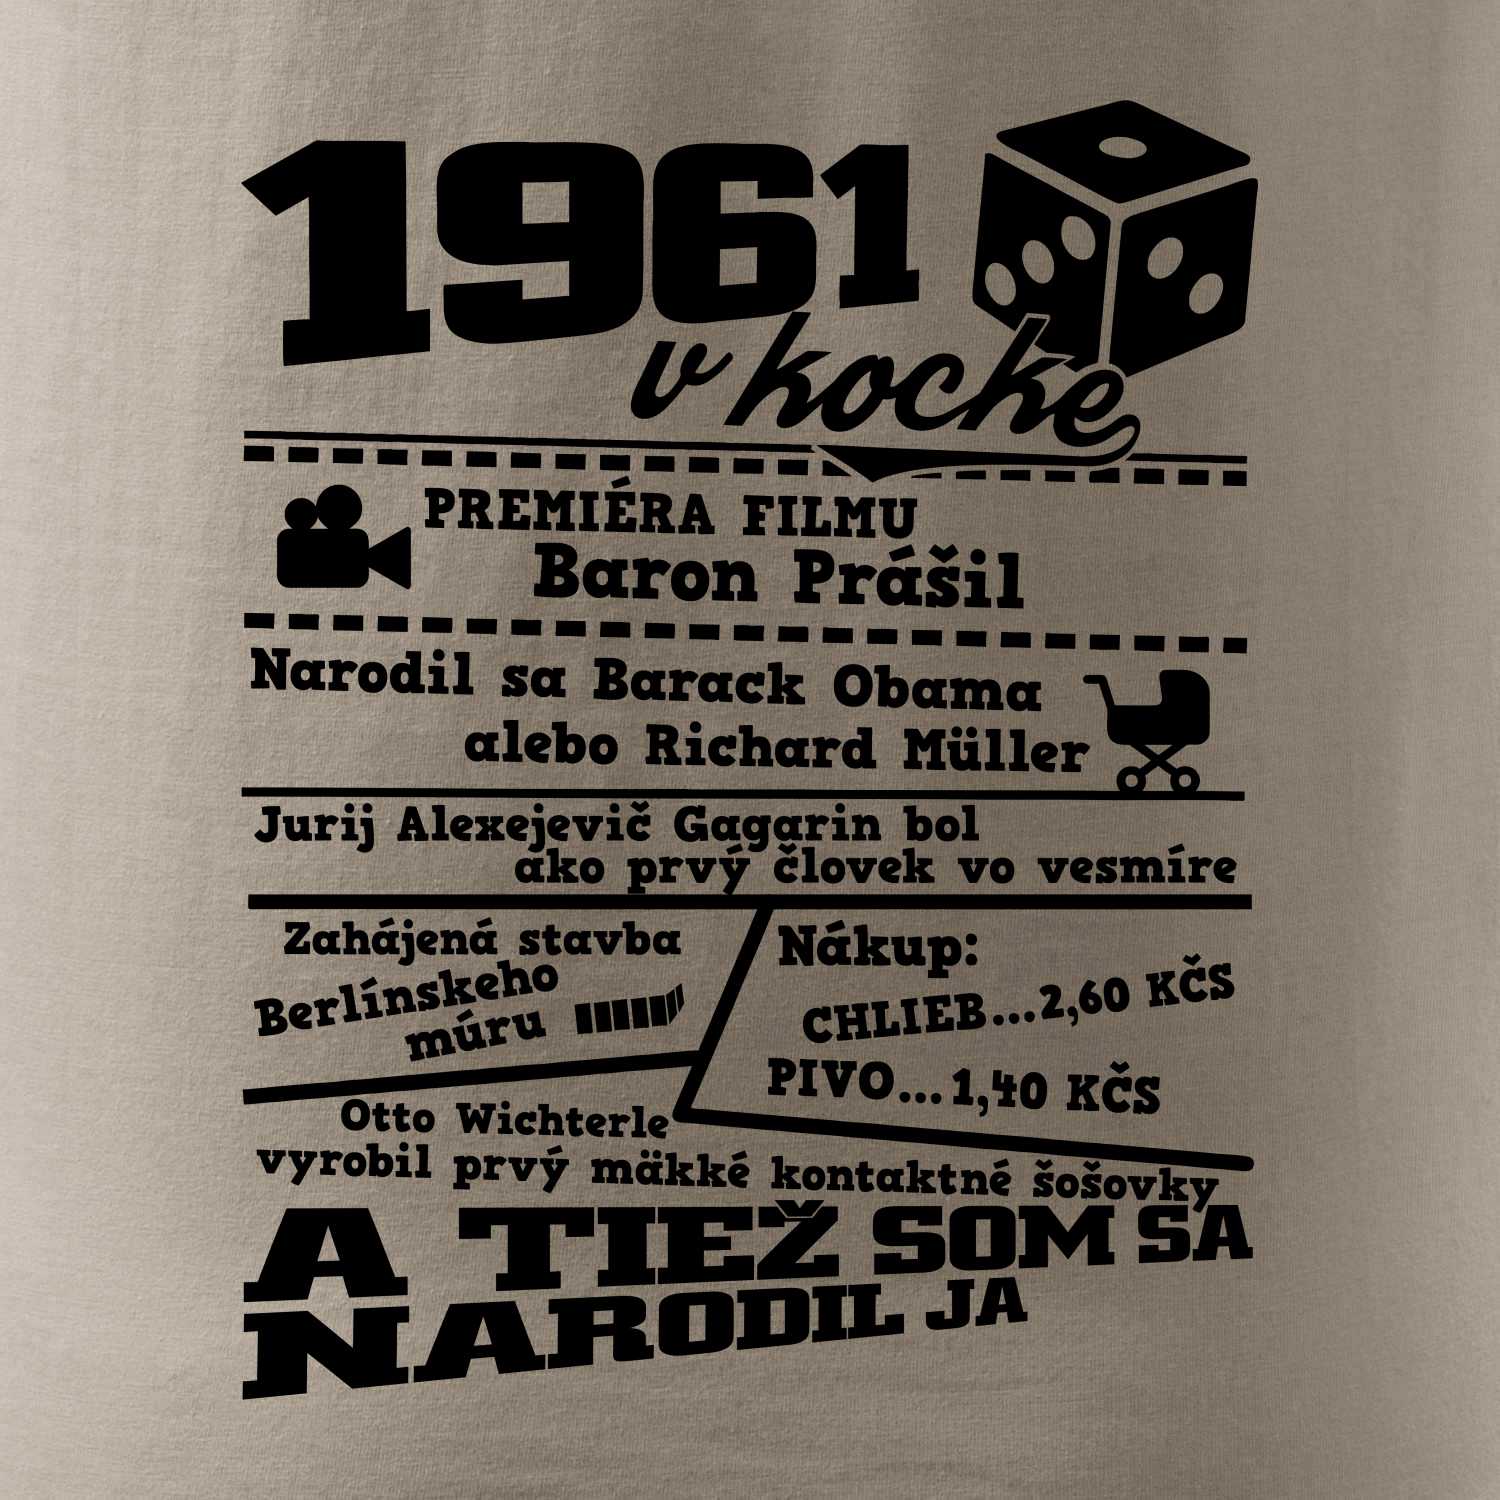 1961
v kocke
PREMIÉRA FILMU
Baron Prášil
Narodil sa Barack Obama
alebo Richard Müller
Jurij Alexejevič Gagarin bol
ako prvý človek vo vesmíre
Zahájená stavba
Berlínskeho
múru
Nákup:
CHLIEB...2,60 KČS
PIVO...1,40 KČS
Otto Wichterle
vyrobil prvý mäkké kontaktné šošovky
A TIEŽ SOM SA
NARODIL JA